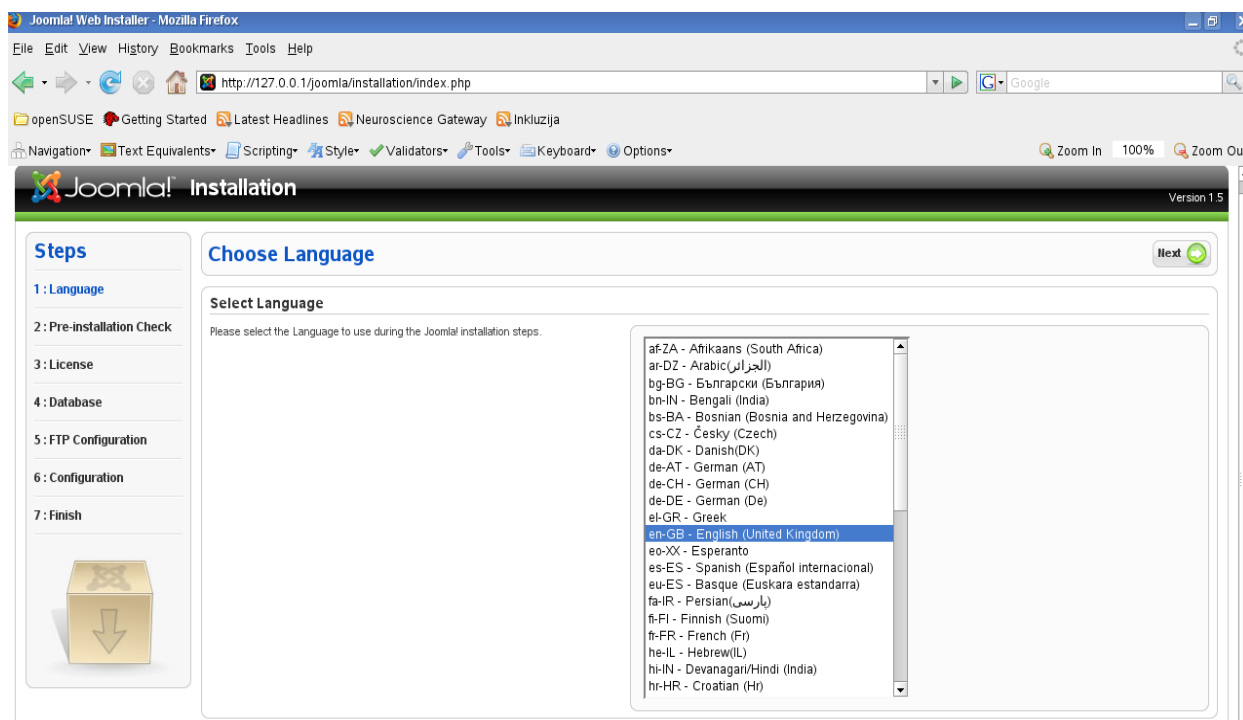 Joomla! Web Installer - Mozilla Firefox
File Edit View History Bookmarks Tools Help
http://127.0.0.1/joomla/installation/index.php
G Google
openSUSE Getting Started Latest Headlines Neuroscience Gateway Inkluzija
Navigation Text Equivalents Scripting Style Validators Tools Keyboard Options Zoom In 100% Zoom Ou
Joomla! Installation
Version 1.5
Steps
1 : Language
2 : Pre-installation Check
3 : License
4 : Database
5 : FTP Configuration
6 : Configuration
7 : Finish
Choose Language
Next
Select Language
Please select the Language to use during the Joomla! installation steps.
af-ZA - Afrikaans (South Africa)
ar-DZ - Arabic(الجزائر)
bg-BG - Български (България)
bn-IN - Bengali (India)
bs-BA - Bosnian (Bosnia and Herzegovina)
cs-CZ - Česky (Czech)
da-DK - Danish(DK)
de-AT - German (AT)
de-CH - German (CH)
de-DE - German (De)
el-GR - Greek
en-GB - English (United Kingdom)
eo-XX - Esperanto
es-ES - Spanish (Español internacional)
eu-ES - Basque (Euskara estandarra)
fa-IR - Persian(پارسی)
fi-FI - Finnish (Suomi)
fr-FR - French (Fr)
he-IL - Hebrew(IL)
hi-IN - Devanagari/Hindi (India)
hr-HR - Croatian (Hr)